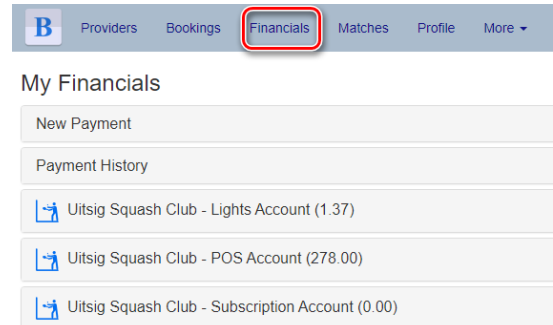 B Providers Bookings Financials Matches Profile More
My Financials
New Payment
Payment History
Uitsig Squash Club - Lights Account (1.37)
Uitsig Squash Club - POS Account (278.00)
Uitsig Squash Club - Subscription Account (0.00)